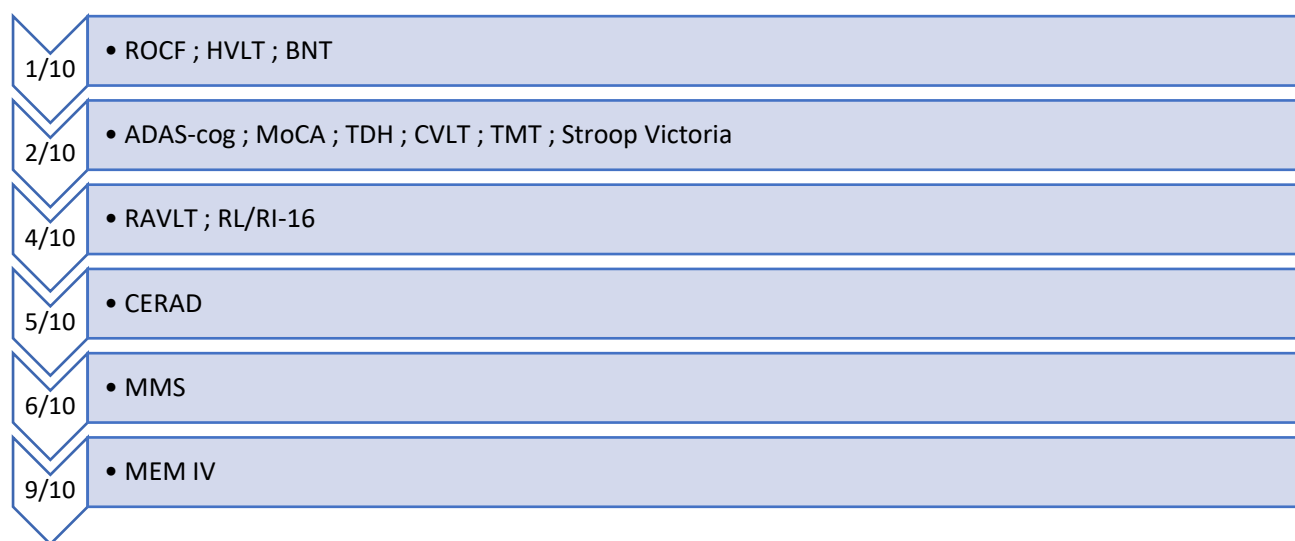 1/10
• ROCF ; HVLT ; BNT
2/10
• ADAS-cog ; MoCA ; TDH ; CVLT ; TMT ; Stroop Victoria
4/10
• RAVLT ; RL/RI-16
5/10
• CERAD
6/10
• MMS
9/10
• MEM IV